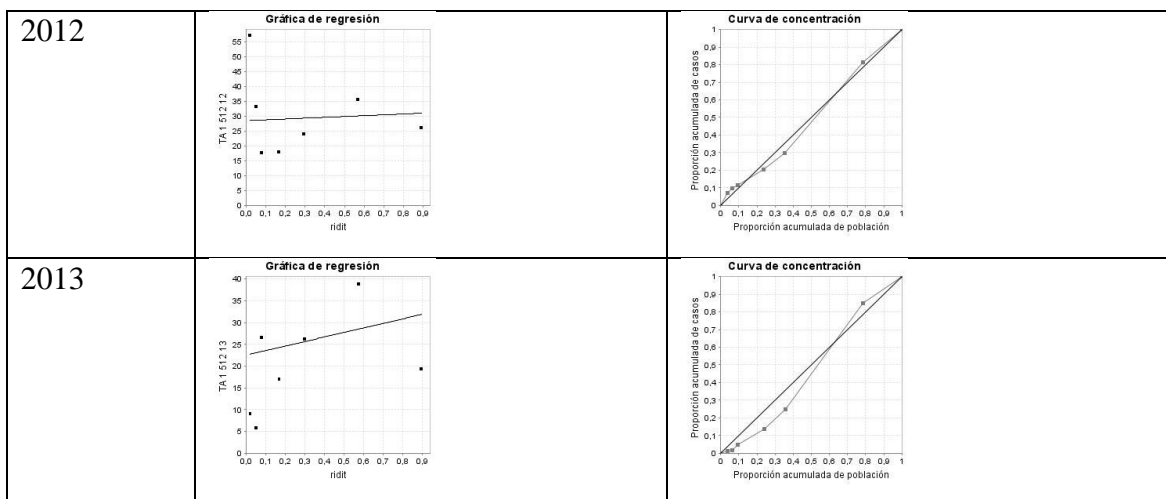 2012
Gráfica de regresión
55
50
45
40
35
30
25
20
15
10
5
0
TA 1 512 12
0,0 0,1 0,2 0,3 0,4 0,5 0,6 0,7 0,8 0,9
ridit
Curva de concentración
1
0,9
0,8
0,7
0,6
0,5
0,4
0,3
0,2
0,1
0
Proporción acumulada de casos
0 0,1 0,2 0,3 0,4 0,5 0,6 0,7 0,8 0,9 1
Proporción acumulada de población
2013
Gráfica de regresión
40
35
30
25
20
15
10
5
0
TA 1 512 13
0,0 0,1 0,2 0,3 0,4 0,5 0,6 0,7 0,8 0,9
ridit
Curva de concentración
1
0,9
0,8
0,7
0,6
0,5
0,4
0,3
0,2
0,1
0
Proporción acumulada de casos
0 0,1 0,2 0,3 0,4 0,5 0,6 0,7 0,8 0,9 1
Proporción acumulada de población